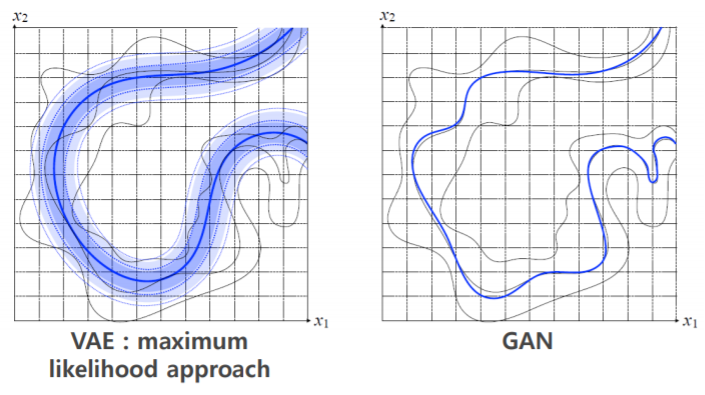 x₂
x₁
VAE : maximum
likelihood approach
x₂
x₁
GAN